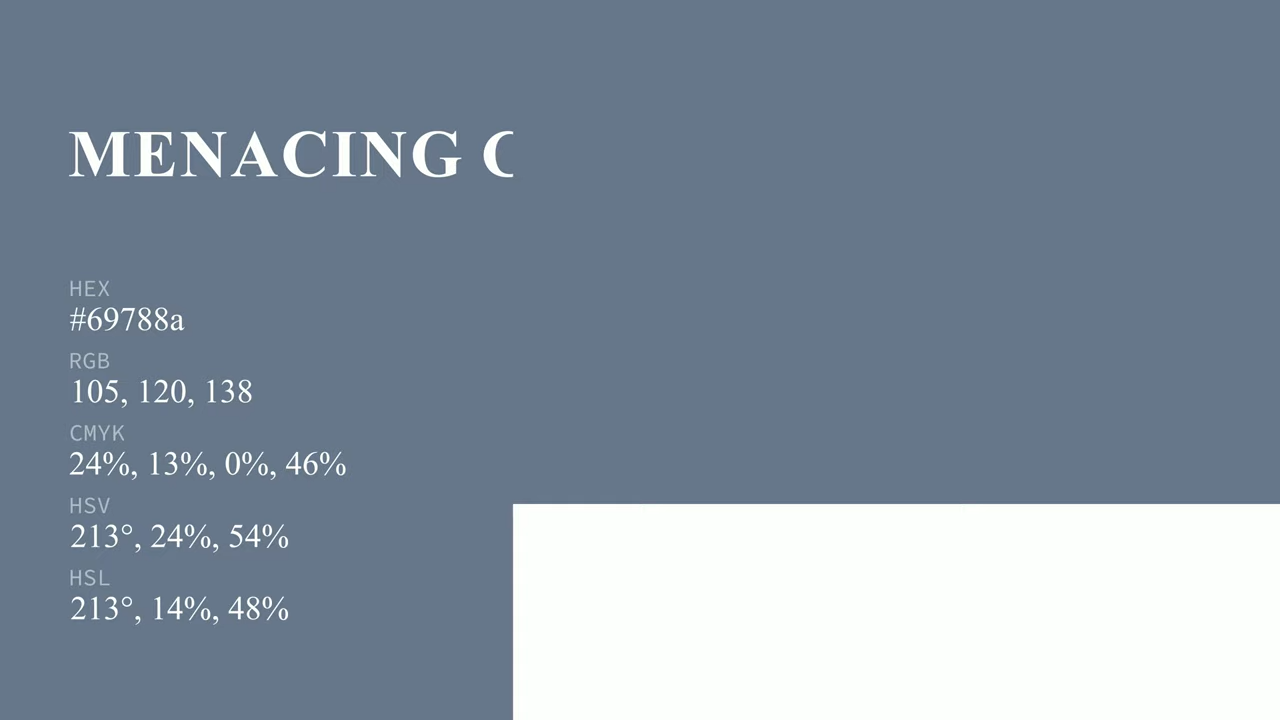 MENACING
HEX
#69788a
RGB
105, 120, 138
CMYK
24%, 13%, 0%, 46%
HSV
213°, 24%, 54%
HSL
213°, 14%, 48%